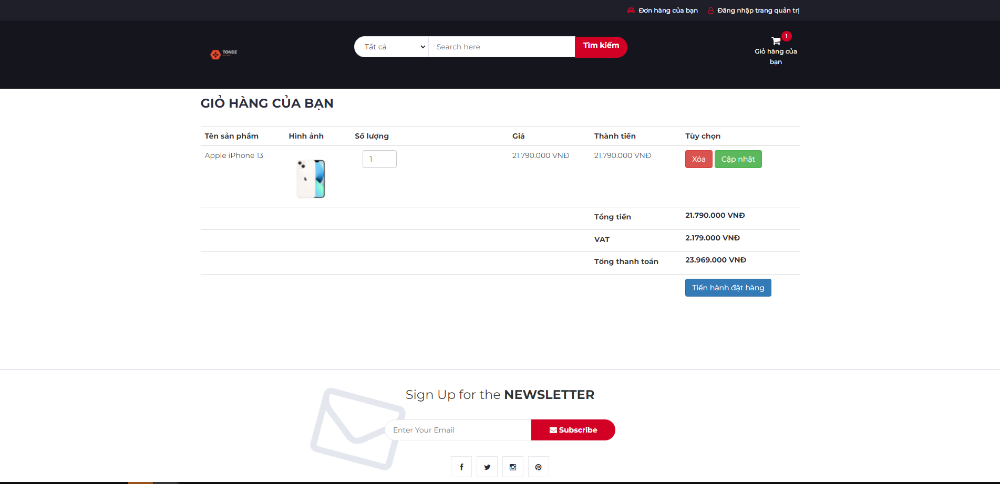 Đơn hàng của bạn
Đăng nhập trang quản trị
TONDZ
Tất cả
Search here
Tìm kiếm
1
Giỏ hàng của
bạn
GIỎ HÀNG CỦA BẠN
Tên sản phẩm
Hình ảnh
Số lượng
Giá
Thành tiền
Tùy chọn
Apple iPhone 13
1
21.790.000 VNĐ
21.790.000 VNĐ
Xóa
Cập nhật
Tổng tiền
21.790.000 VNĐ
VAT
2.179.000 VNĐ
Tổng thanh toán
23.969.000 VNĐ
Tiến hành đặt hàng
Sign Up for the NEWSLETTER
Enter Your Email
Subscribe